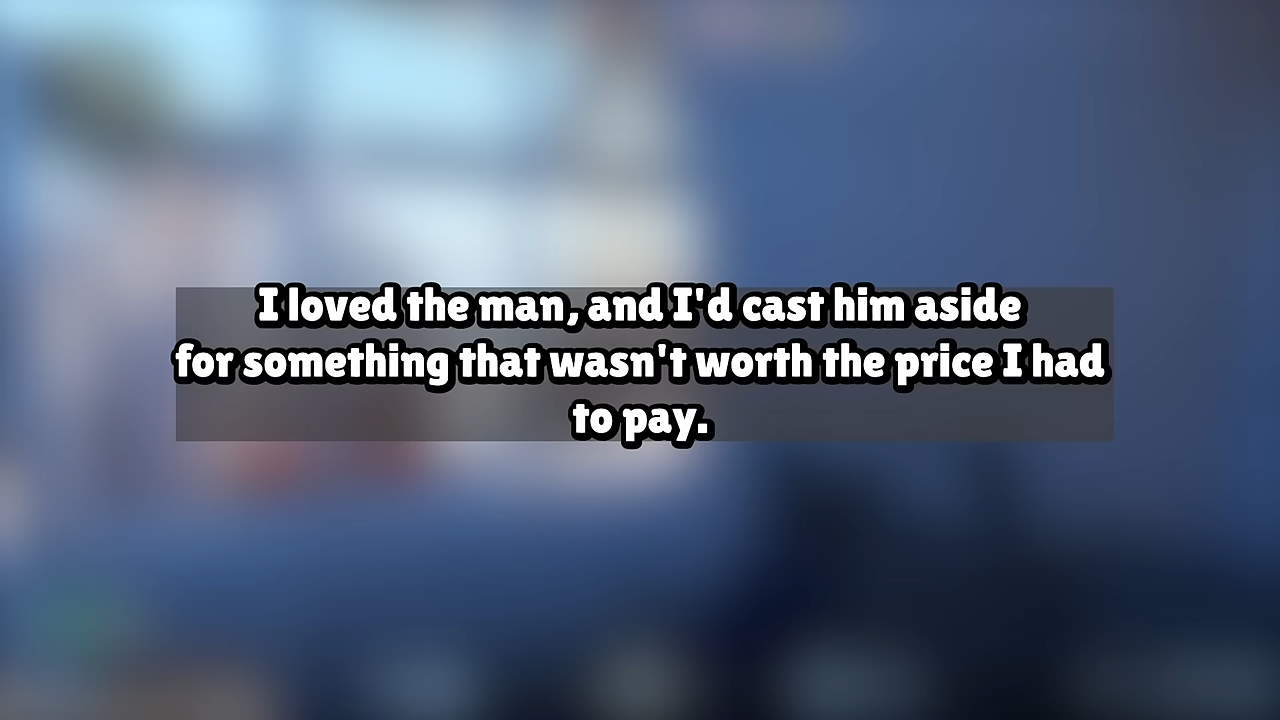 I loved the man, and I'd cast him aside
for something that wasn't worth the price I had
to pay.